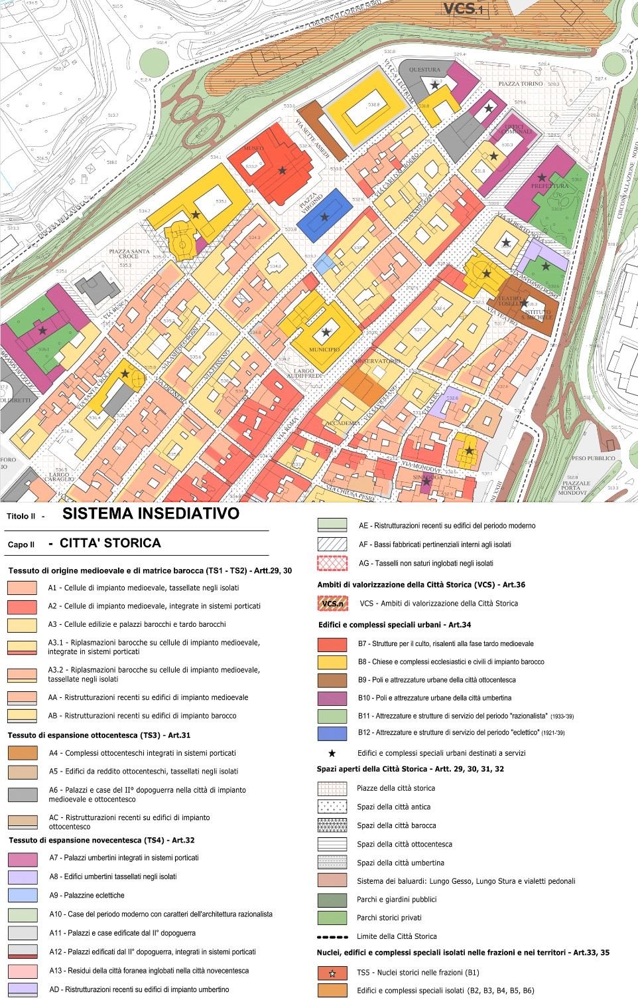 VCS.1
CIRCONVALLAZIONE NORD
QUESTURA
PIAZZA TORINO
VIA SETTE ASSEDI
UFFICI
COMUNALI
MUSEO
VIA CARLO EMANUELE
PREFETTURA
PIAZZA
VIRGINIO
CIRCONVALLAZIONE NORD
DISCESA BELLAVISTA
PIAZZA SANTA
CROCE
VIA ANTONIO BONO
TEATRO
TOSELLI
ISTITUTO
S. MICHELE
VIA TEATRO
VIA BUSCA
VIA AMEDEO ROSSI
MUNICIPIO
CONSERVATORIO
LARGO
AUDIFFREDI
VIA SANTA CROCE
VIA DRONERO
VIA FOSSANO
OLDIRETTI
VIA SAVIGLIANO
VIA ALBA
ACCADEMIA
VIA ROMA
FORO
IO
LARGO
CARAGLIO
VIA MONDOVI'
SINAGOGA
VIA CHIUSA PESIO
PESO PUBBLICO
PIAZZALE
PORTA
MONDOVI'
Titolo II - SISTEMA INSEDIATIVO
Capo II - CITTA' STORICA
Tessuto di origine medioevale e di matrice barocca (TS1 - TS2) - Artt.29, 30
A1 - Cellule di impianto medioevale, tassellate negli isolati
A2 - Cellule di impianto medioevale, integrate in sistemi porticati
A3 - Cellule edilizie e palazzi barocchi e tardo barocchi
A3.1 - Riplasmazioni barocche su cellule di impianto medioevale,
integrate in sistemi porticati
A3.2 - Riplasmazioni barocche su cellule di impianto medioevale,
tassellate negli isolati
AA - Ristrutturazioni recenti su edifici di impianto medioevale
AB - Ristrutturazioni recenti su edifici di impianto barocco
Tessuto di espansione ottocentesca (TS3) - Art.31
A4 - Complessi ottocenteschi integrati in sistemi porticati
A5 - Edifici da reddito ottocenteschi, tassellati negli isolati
A6 - Palazzi e case del II° dopoguerra nella città di impianto
medioevale e ottocentesco
AC - Ristrutturazioni recenti su edifici di impianto
ottocentesco
Tessuto di espansione novecentesca (TS4) - Art.32
A7 - Palazzi umbertini integrati in sistemi porticati
A8 - Edifici umbertini tassellati negli isolati
A9 - Palazzine eclettiche
A10 - Case del periodo moderno con caratteri dell'architettura razionalista
A11 - Palazzi e case edificate dal II° dopoguerra
A12 - Palazzi edificati dal II° dopoguerra, integrati in sistemi porticati
A13 - Residui della città foranea inglobati nella città novecentesca
AD - Ristrutturazioni recenti su edifici di impianto umbertino
AE - Ristrutturazioni recenti su edifici del periodo moderno
AF - Bassi fabbricati pertinenziali interni agli isolati
AG - Tasselli non saturi inglobati negli isolati
Ambiti di valorizzazione della Città Storica (VCS) - Art.36
VCS.n VCS - Ambiti di valorizzazione della Città Storica
Edifici e complessi speciali urbani - Art.34
B7 - Strutture per il culto, risalenti alla fase tardo medioevale
B8 - Chiese e complessi ecclesiastici e civili di impianto barocco
B9 - Poli e attrezzature urbane della città ottocentesca
B10 - Poli e attrezzature urbane della città umbertina
B11 - Attrezzature e strutture di servizio del periodo "razionalista" (1933-'39)
B12 - Attrezzature e strutture di servizio del periodo "eclettico" (1921-'39)
Edifici e complessi speciali urbani destinati a servizi
Spazi aperti della Città Storica - Artt. 29, 30, 31, 32
Piazze della città storica
Spazi della città antica
Spazi della città barocca
Spazi della città ottocentesca
Spazi della città umbertina
Sistema dei baluardi: Lungo Gesso, Lungo Stura e vialetti pedonali
Parchi e giardini pubblici
Parchi storici privati
Limite della Città Storica
Nuclei, edifici e complessi speciali isolati nelle frazioni e nei territori - Art.33, 35
TS5 - Nuclei storici nelle frazioni (B1)
Edifici e complessi speciali isolati (B2, B3, B4, B5, B6)